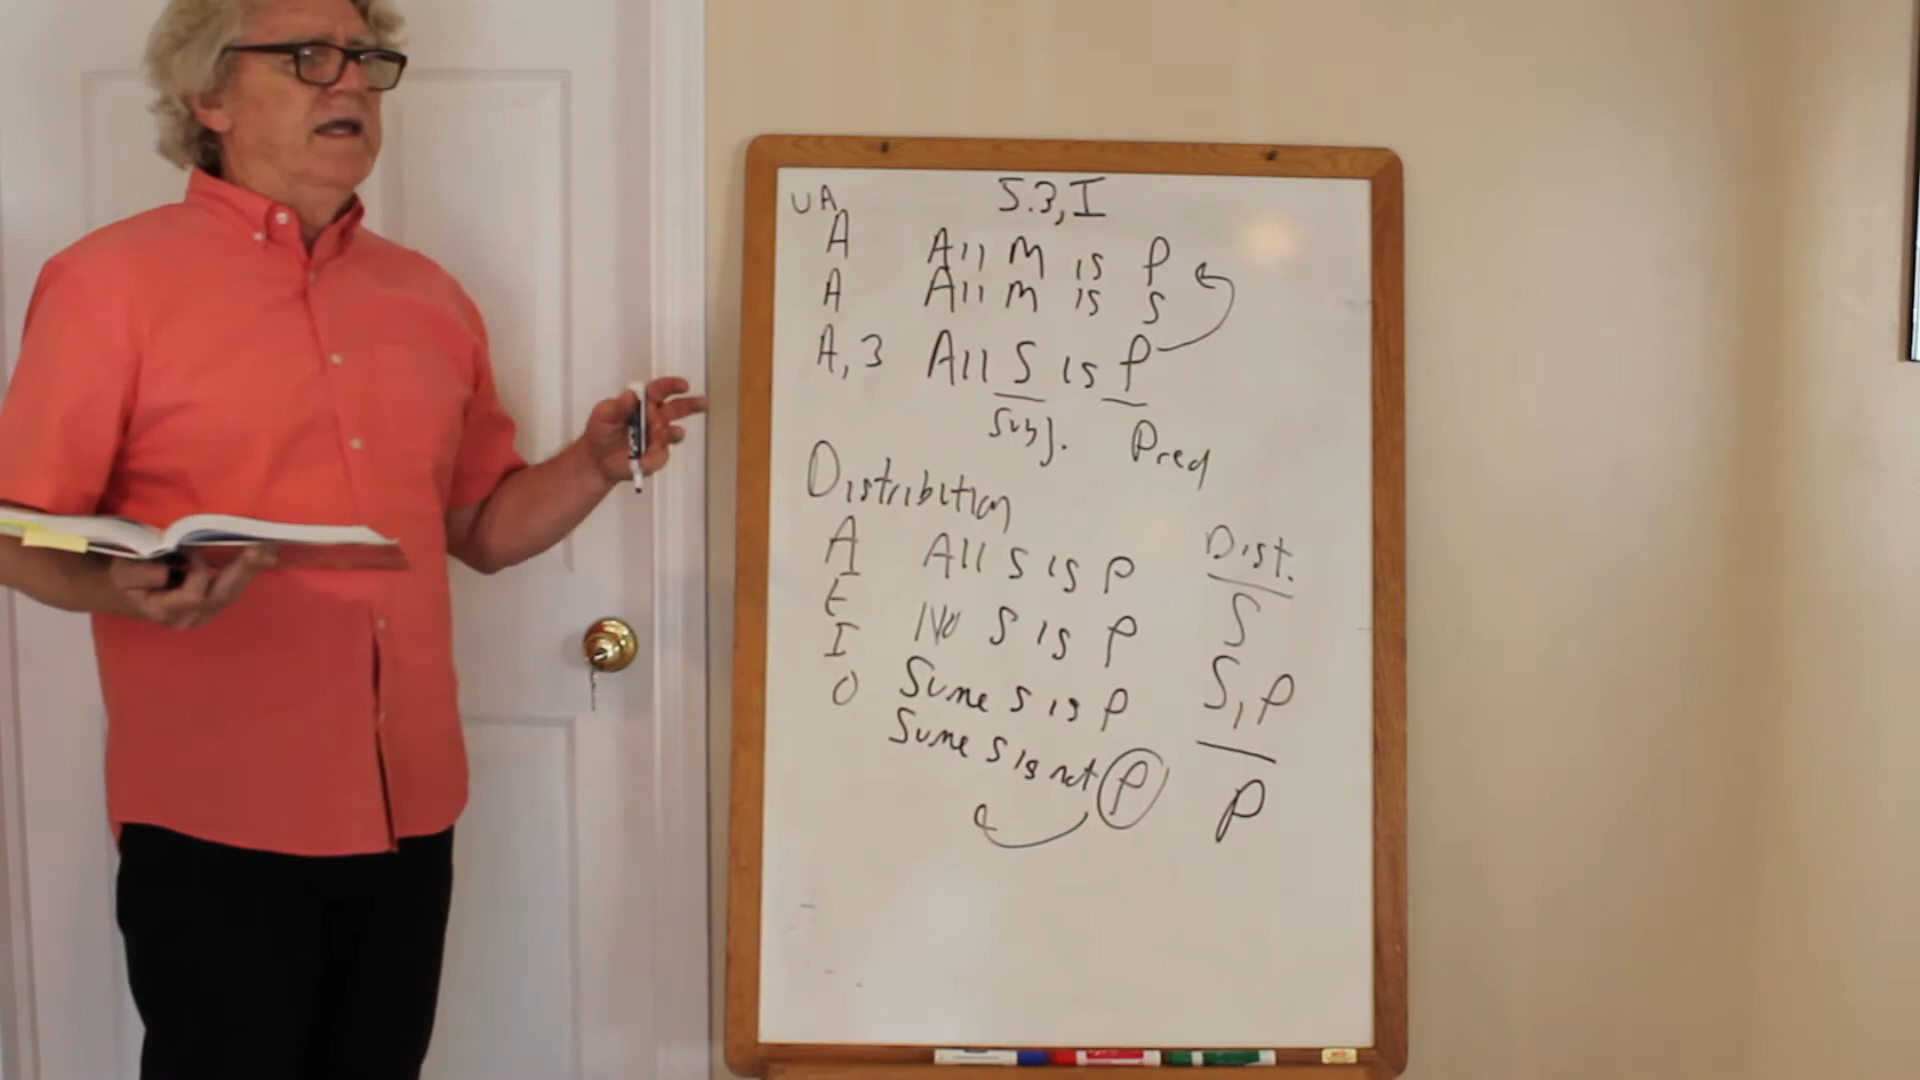 UA 5.3, I
A All M is P
A All M is S
A, 3 All S is P
Subj. Pred
Distribution
Dist.
A All S is P S
E No S is P S, P
I Some S is P —
O Some S is not P P